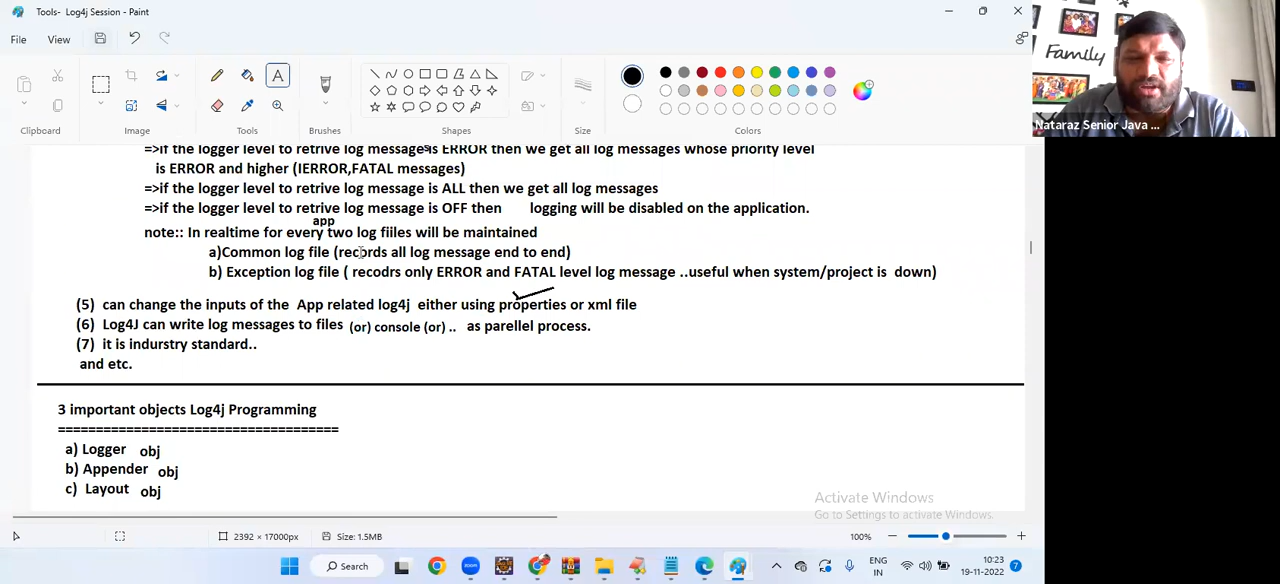 Tools- Log4j Session - Paint
File View
Clipboard Image Tools Brushes Shapes Size Colors
Family
Nataraz Senior Java ...
=>if the logger level to retrive log message is ERROR then we get all log messages whose priority level
is ERROR and higher (IERROR,FATAL messages)
=>if the logger level to retrive log message is ALL then we get all log messages
=>if the logger level to retrive log message is OFF then logging will be disabled on the application.
app
note:: In realtime for every two log fiiles will be maintained
a)Common log file (records all log message end to end)
b) Exception log file ( recodrs only ERROR and FATAL level log message ..useful when system/project is down)
(5) can change the inputs of the App related log4j either using properties or xml file
(6) Log4J can write log messages to files (or) console (or) .. as parellel process.
(7) it is indurstry standard..
and etc.
3 important objects Log4j Programming
=====================================
a) Logger obj
b) Appender obj
c) Layout obj
Activate Windows
Go to Settings to activate Windows.
2392 × 17000px Size: 1.5MB 100%
Search
ENG
IN
10:23
19-11-2022